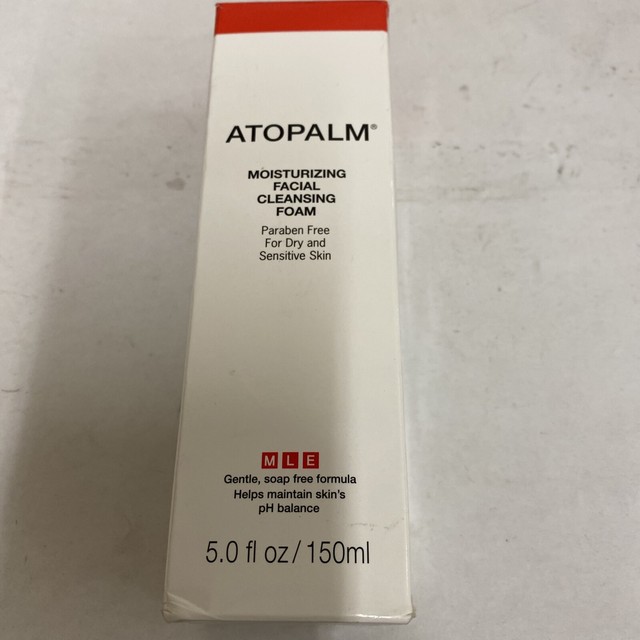 ATOPALM®
MOISTURIZING
FACIAL
CLEANSING
FOAM
Paraben Free
For Dry and
Sensitive Skin
MLE
Gentle, soap free formula
Helps maintain skin's
pH balance
5.0 fl oz/150ml